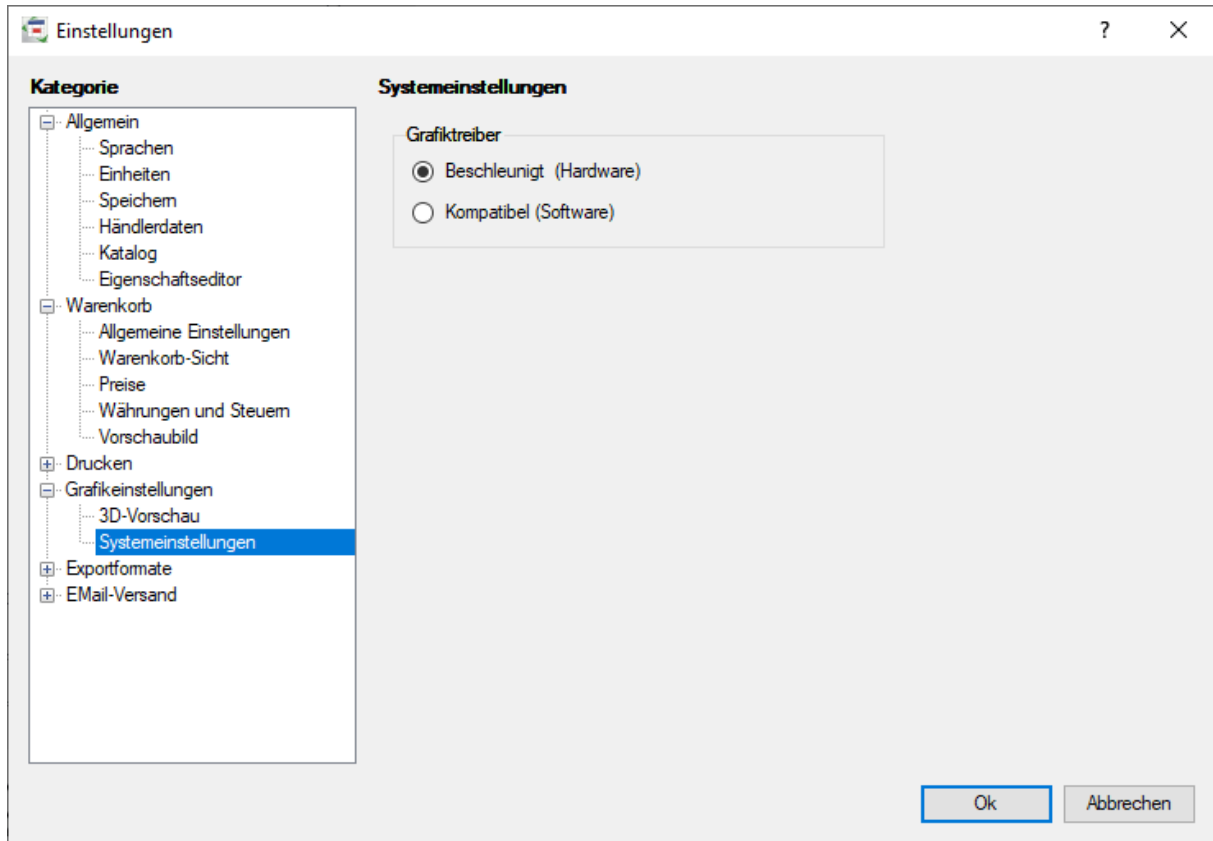 Einstellungen
?
Kategorie
Systemeinstellungen
Allgemein
Sprachen
Einheiten
Speichern
Händlerdaten
Katalog
Eigenschaftseditor
Warenkorb
Allgemeine Einstellungen
Warenkorb-Sicht
Preise
Währungen und Steuern
Vorschaubild
Drucken
Grafikeinstellungen
3D-Vorschau
Systemeinstellungen
Exportformate
EMail-Versand
Grafiktreiber
Beschleunigt (Hardware)
Kompatibel (Software)
Ok
Abbrechen